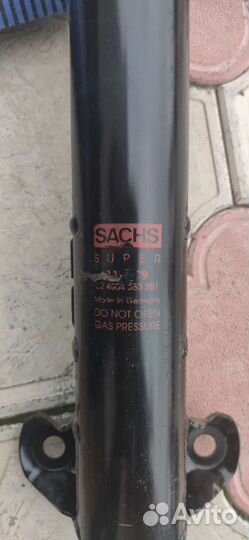 SACHS
SUPER
Made in Germany
DO NOT OPEN
GAS PRESSURE
Avito